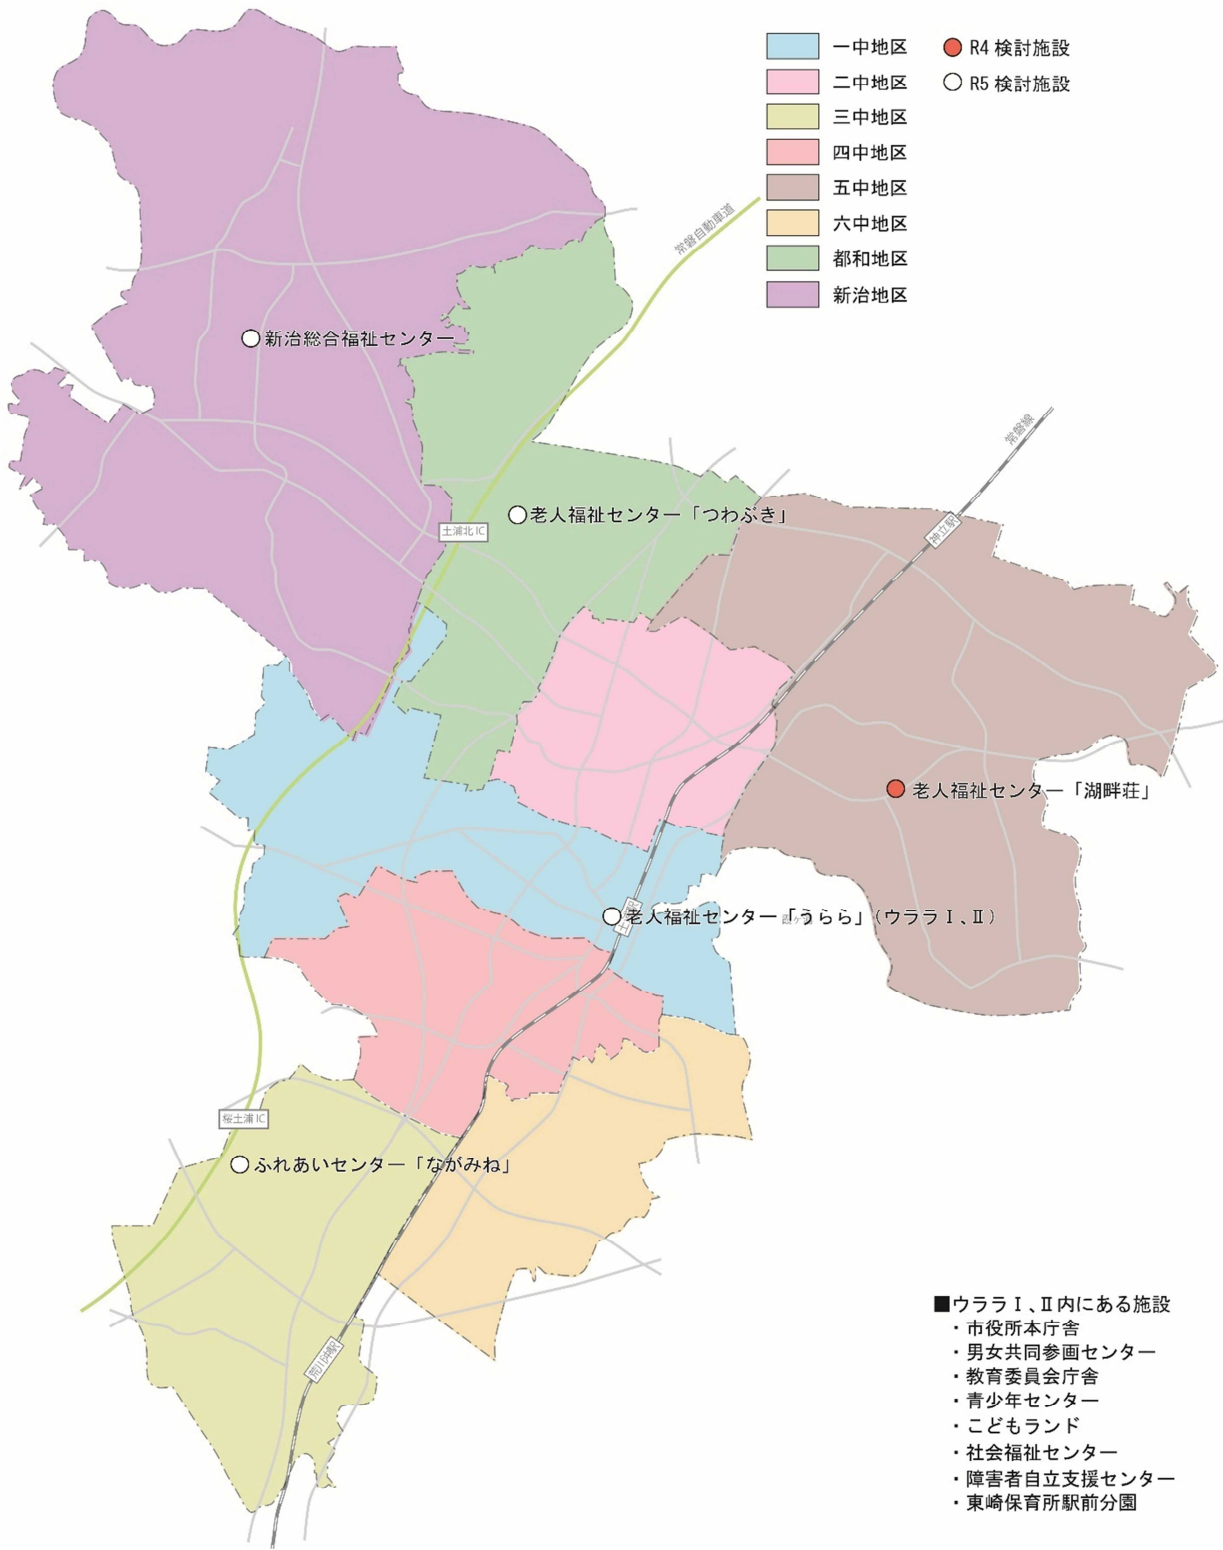 一中地区
二中地区
三中地区
四中地区
五中地区
六中地区
都和地区
新治地区
R4 検討施設
R5 検討施設
常磐自動車道
新治総合福祉センター
常磐線
老人福祉センター「つわぶき」
土浦北 IC
神立駅
老人福祉センター「湖畔荘」
老人福祉センター「うらら」(ウララⅠ、Ⅱ)
桜土浦 IC
ふれあいセンター「ながみね」
荒川沖駅
■ウララⅠ、Ⅱ内にある施設
・市役所本庁舎
・男女共同参画センター
・教育委員会庁舎
・青少年センター
・こどもランド
・社会福祉センター
・障害者自立支援センター
・東崎保育所駅前分園